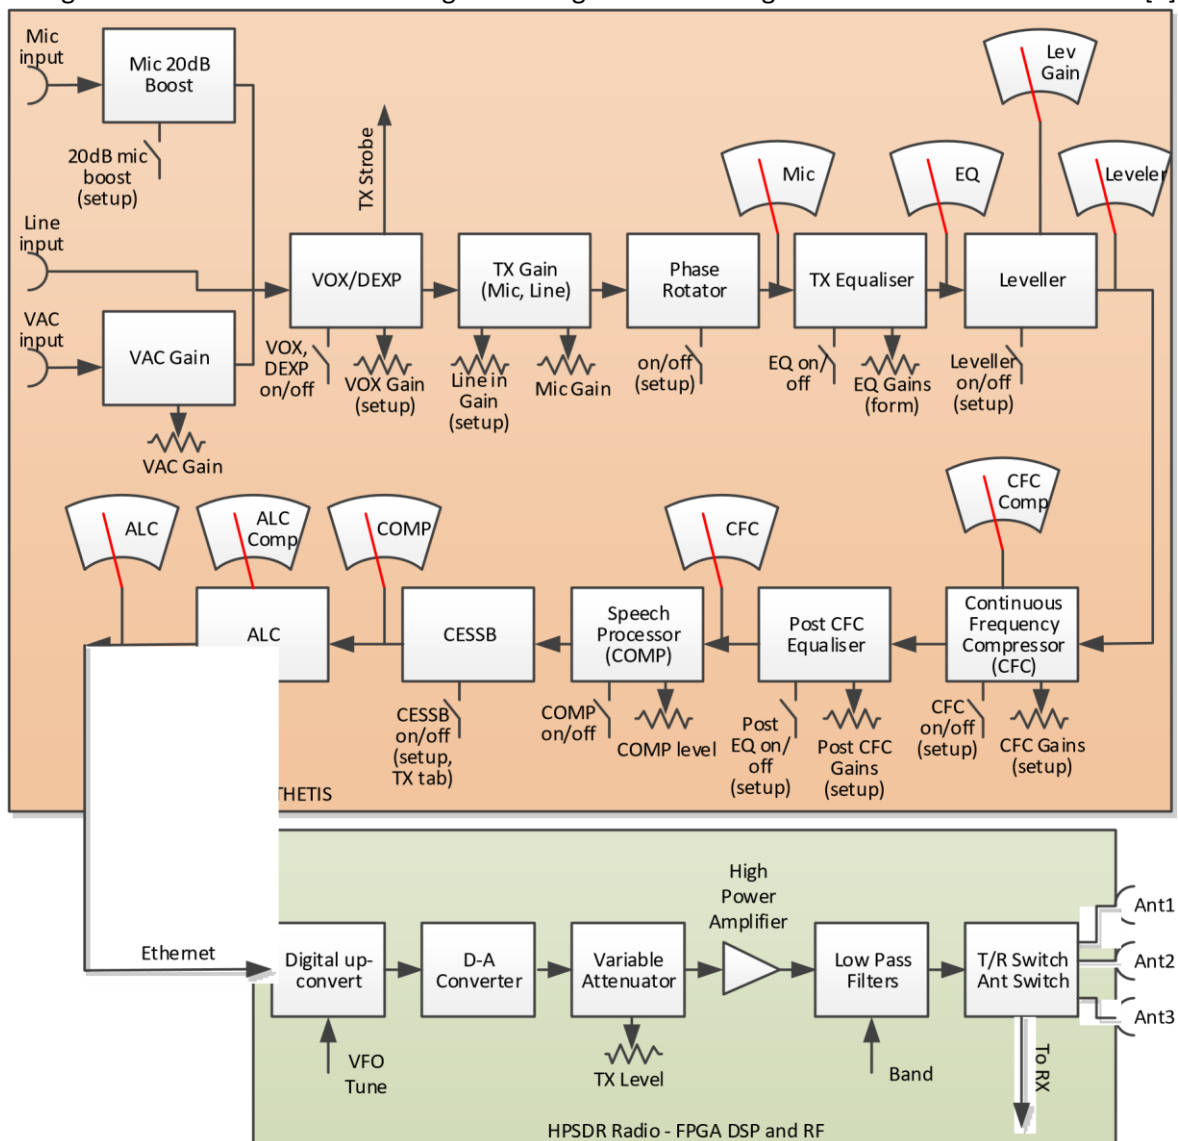 Mic
input
Mic 20dB
Boost
20dB mic
boost
(setup)
Line
input
VAC
input
VAC Gain
VAC Gain
TX Strobe
VOX/DEXP
VOX,
DEXP
on/off
VOX Gain
(setup)
TX Gain
(Mic, Line)
Line in
Gain
(setup)
Mic Gain
Phase
Rotator
on/off
(setup)
Mic
TX Equaliser
EQ on/
off
EQ Gains
(form)
EQ
Leveller
Leveller
on/off
(setup)
Lev
Gain
Leveler
ALC
ALC
Comp
COMP
CFC
CFC
Comp
ALC
CESSB
CESSB
on/off
(setup,
TX tab)
Speech
Processor
(COMP)
COMP
on/off
COMP level
Post CFC
Equaliser
Post
EQ on/
off
(setup)
Post CFC
Gains
(setup)
Continuous
Frequency
Compressor
(CFC)
CFC
on/off
(setup)
CFC Gains
(setup)
THETIS
Ethernet
Digital up-
convert
VFO
Tune
D-A
Converter
Variable
Attenuator
TX Level
High
Power
Amplifier
Low Pass
Filters
Band
T/R Switch
Ant Switch
To RX
Ant1
Ant2
Ant3
HPSDR Radio - FPGA DSP and RF